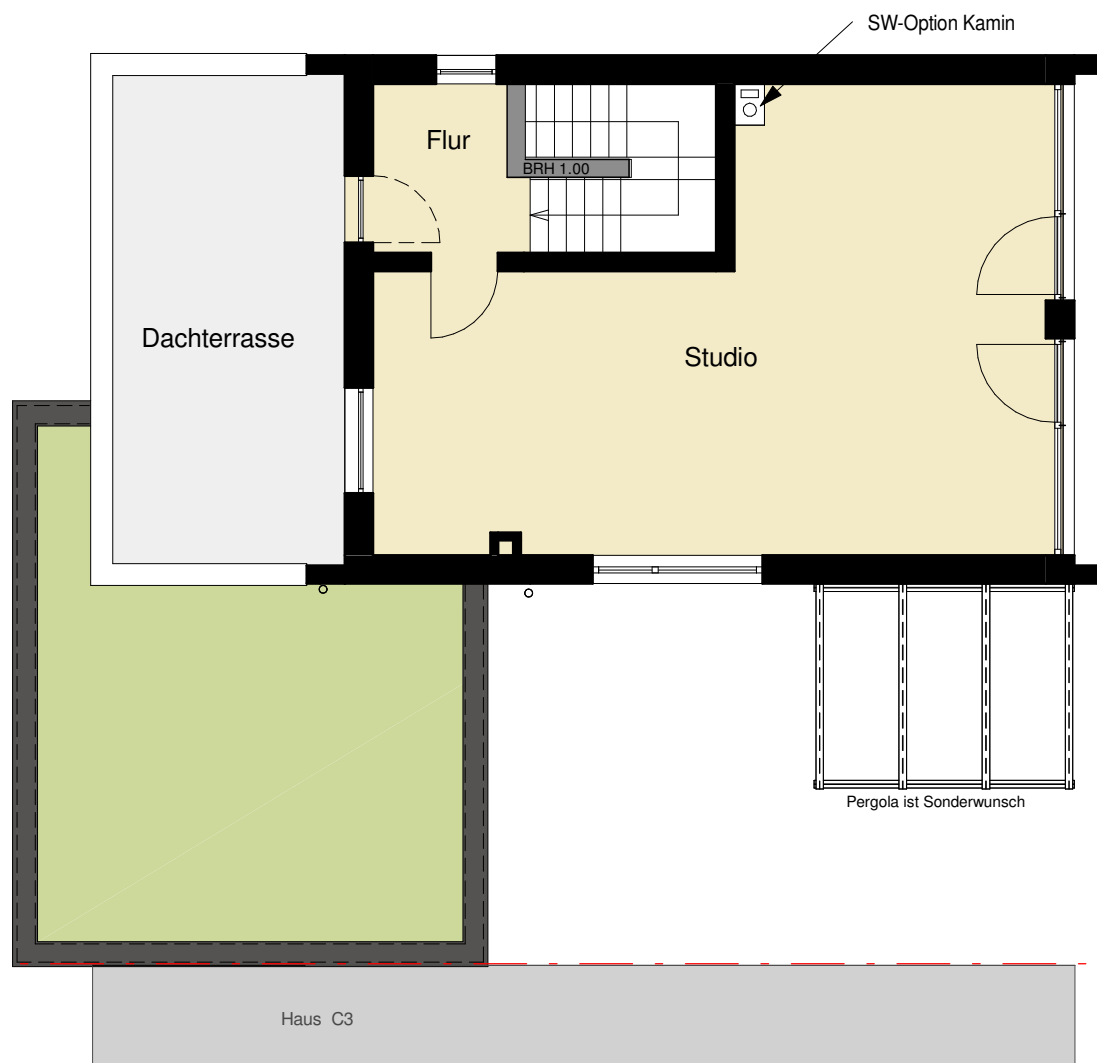 SW-Option Kamin
Flur
BRH 1.00
Dachterrasse
Studio
Pergola ist Sonderwunsch
Haus C3